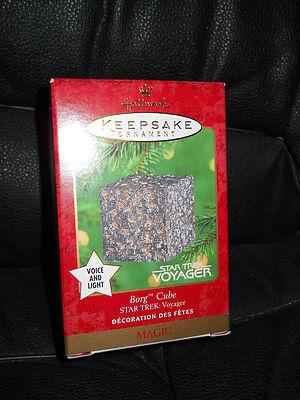 Hallmark
KEEPSAKE
ORNAMENT
VOICE
AND
LIGHT
STAR TREK
VOYAGER
Borg™ Cube
STAR TREK: Voyager
DÉCORATION DES FÊTES
MAGIC